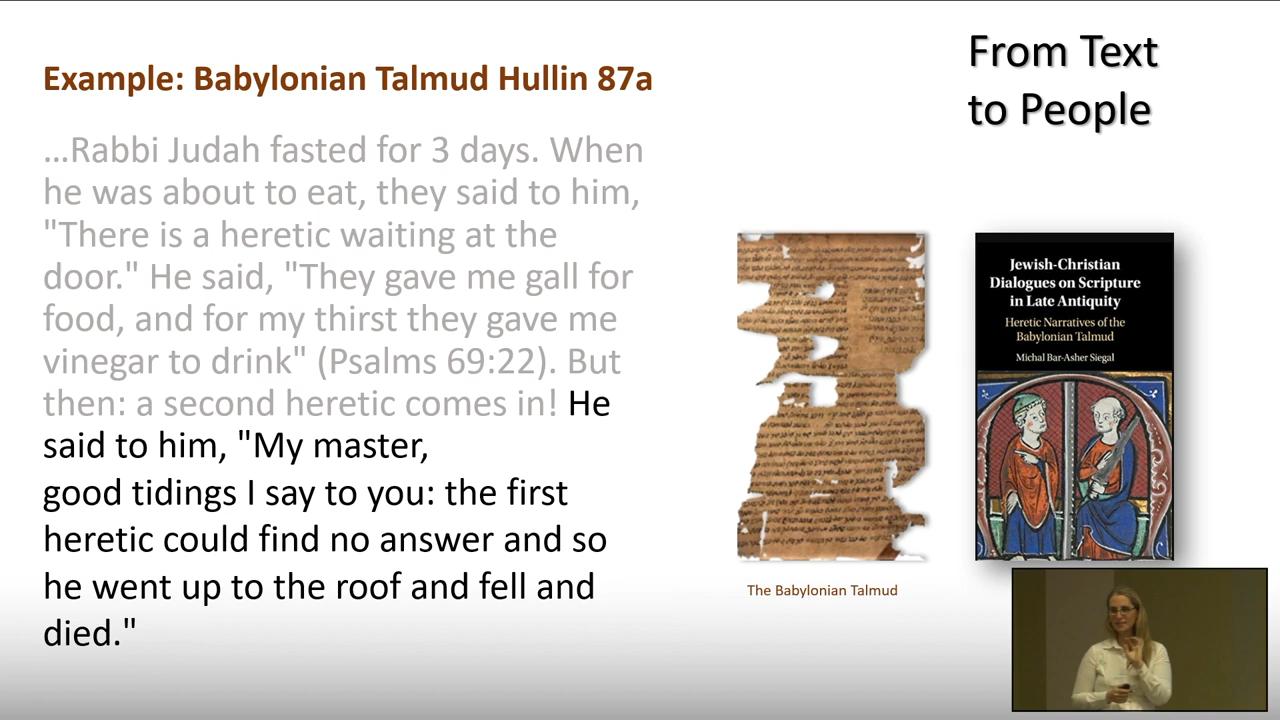 From Text
to People
Example: Babylonian Talmud Hullin 87a
...Rabbi Judah fasted for 3 days. When
he was about to eat, they said to him,
"There is a heretic waiting at the
door." He said, "They gave me gall for
food, and for my thirst they gave me
vinegar to drink" (Psalms 69:22). But
then: a second heretic comes in! He
said to him, "My master,
good tidings I say to you: the first
heretic could find no answer and so
he went up to the roof and fell and
died."
The Babylonian Talmud
Jewish-Christian
Dialogues on Scripture
in Late Antiquity
Heretic Narratives of the
Babylonian Talmud
Michal Bar-Asher Siegal